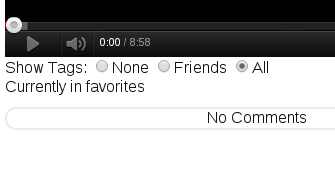 0:00 / 8:58
Show Tags: None Friends All
Currently in favorites
No Comments